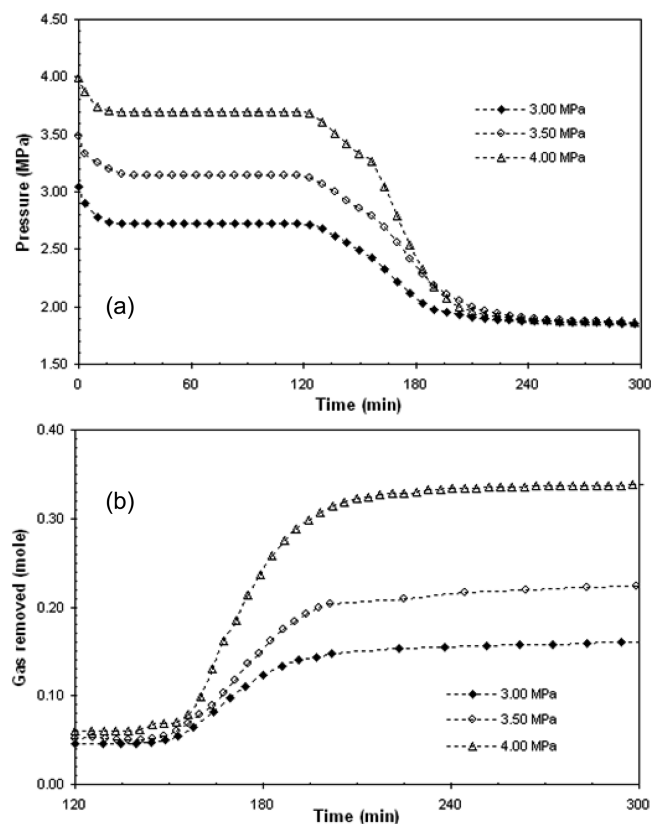 4.00
3.50
3.00
2.50
2.00
1.50
Pressure (MPa)
3.00 MPa
3.50 MPa
4.00 MPa
(a)
0
60
120
180
240
300
Time (min)
0.40
0.30
0.20
0.10
0.00
Gas removed (mole)
(b)
3.00 MPa
3.50 MPa
4.00 MPa
120
180
240
300
Time (min)